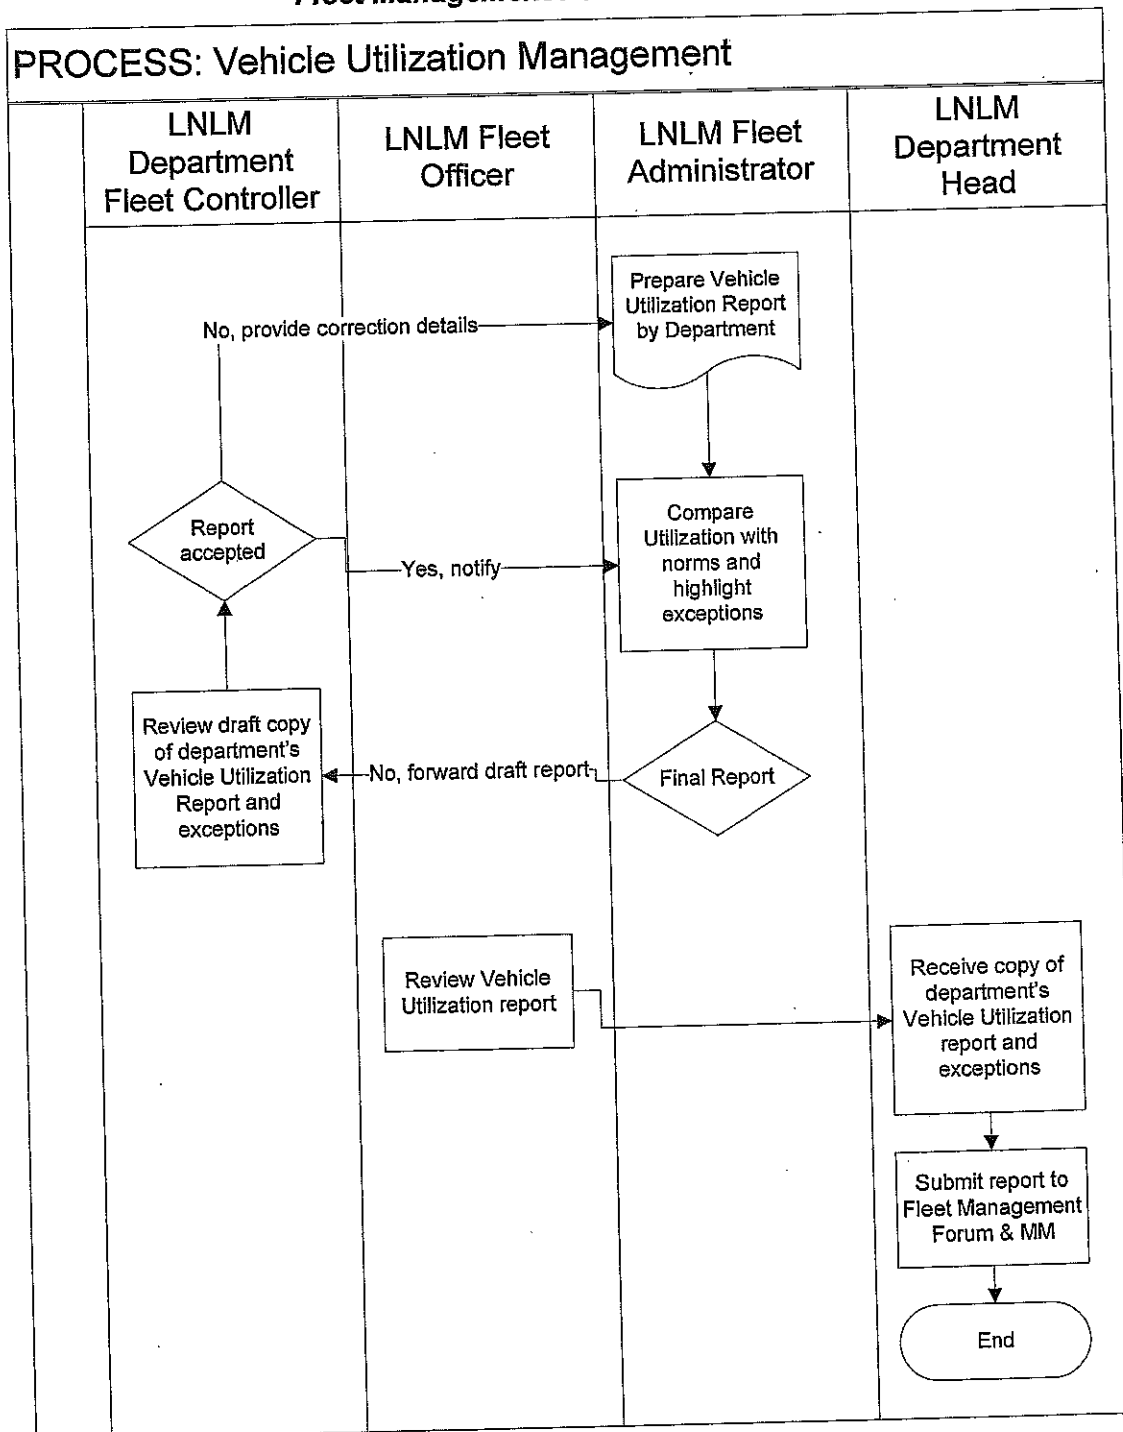 PROCESS: Vehicle Utilization Management
LNLM
Department
Fleet Controller
LNLM Fleet
Officer
LNLM Fleet
Administrator
LNLM
Department
Head
Prepare Vehicle
Utilization Report
by Department
No, provide correction details
Report
accepted
Compare
Utilization with
norms and
highlight
exceptions
Yes, notify
Review draft copy
of department's
Vehicle Utilization
Report and
exceptions
No, forward draft report
Final Report
Review Vehicle
Utilization report
Receive copy of
department's
Vehicle Utilization
report and
exceptions
Submit report to
Fleet Management
Forum & MM
End